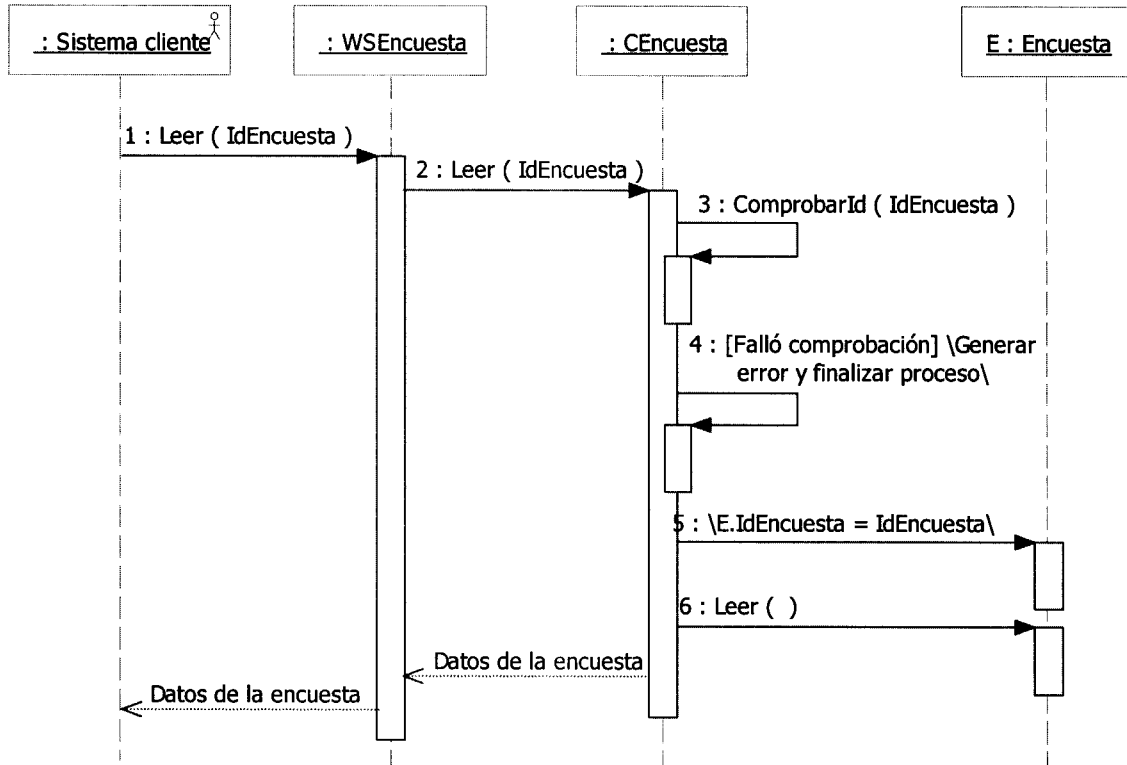 : Sistema cliente
: WSEncuesta
: CEncuesta
E : Encuesta
1 : Leer ( IdEncuesta )
2 : Leer ( IdEncuesta )
3 : ComprobarId ( IdEncuesta )
4 : [Falló comprobación] \Generar
error y finalizar proceso\
5 : \E.IdEncuesta = IdEncuesta\
6 : Leer ( )
Datos de la encuesta
Datos de la encuesta